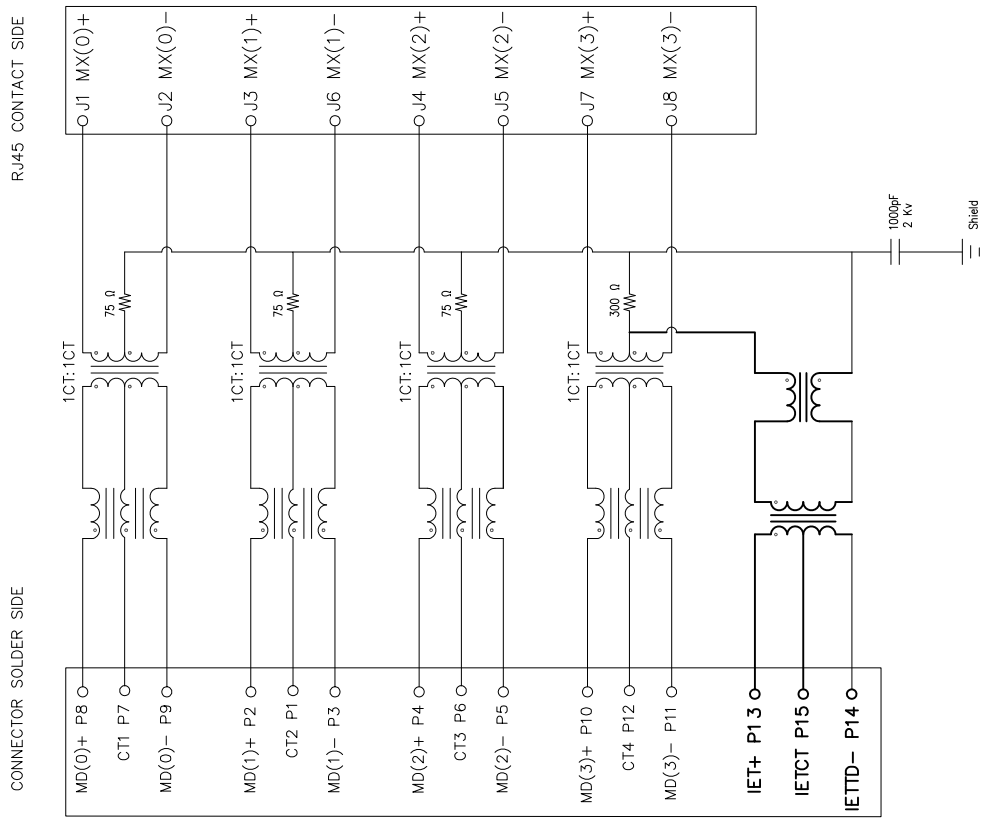 RJ45 CONTACT SIDE
J1 MX(0)+
J2 MX(0)-
J3 MX(1)+
J6 MX(1)-
J4 MX(2)+
J5 MX(2)-
J7 MX(3)+
J8 MX(3)-
75 Ω
75 Ω
75 Ω
300 Ω
1000pF
2 Kv
Shield
1CT:1CT
1CT:1CT
1CT:1CT
1CT:1CT
CONNECTOR SOLDER SIDE
MD(0)+ P8
CT1 P7
MD(0)- P9
MD(1)+ P2
CT2 P1
MD(1)- P3
MD(2)+ P4
CT3 P6
MD(2)- P5
MD(3)+ P10
CT4 P12
MD(3)- P11
IET+ P13
IETCT P15
IETTD- P14